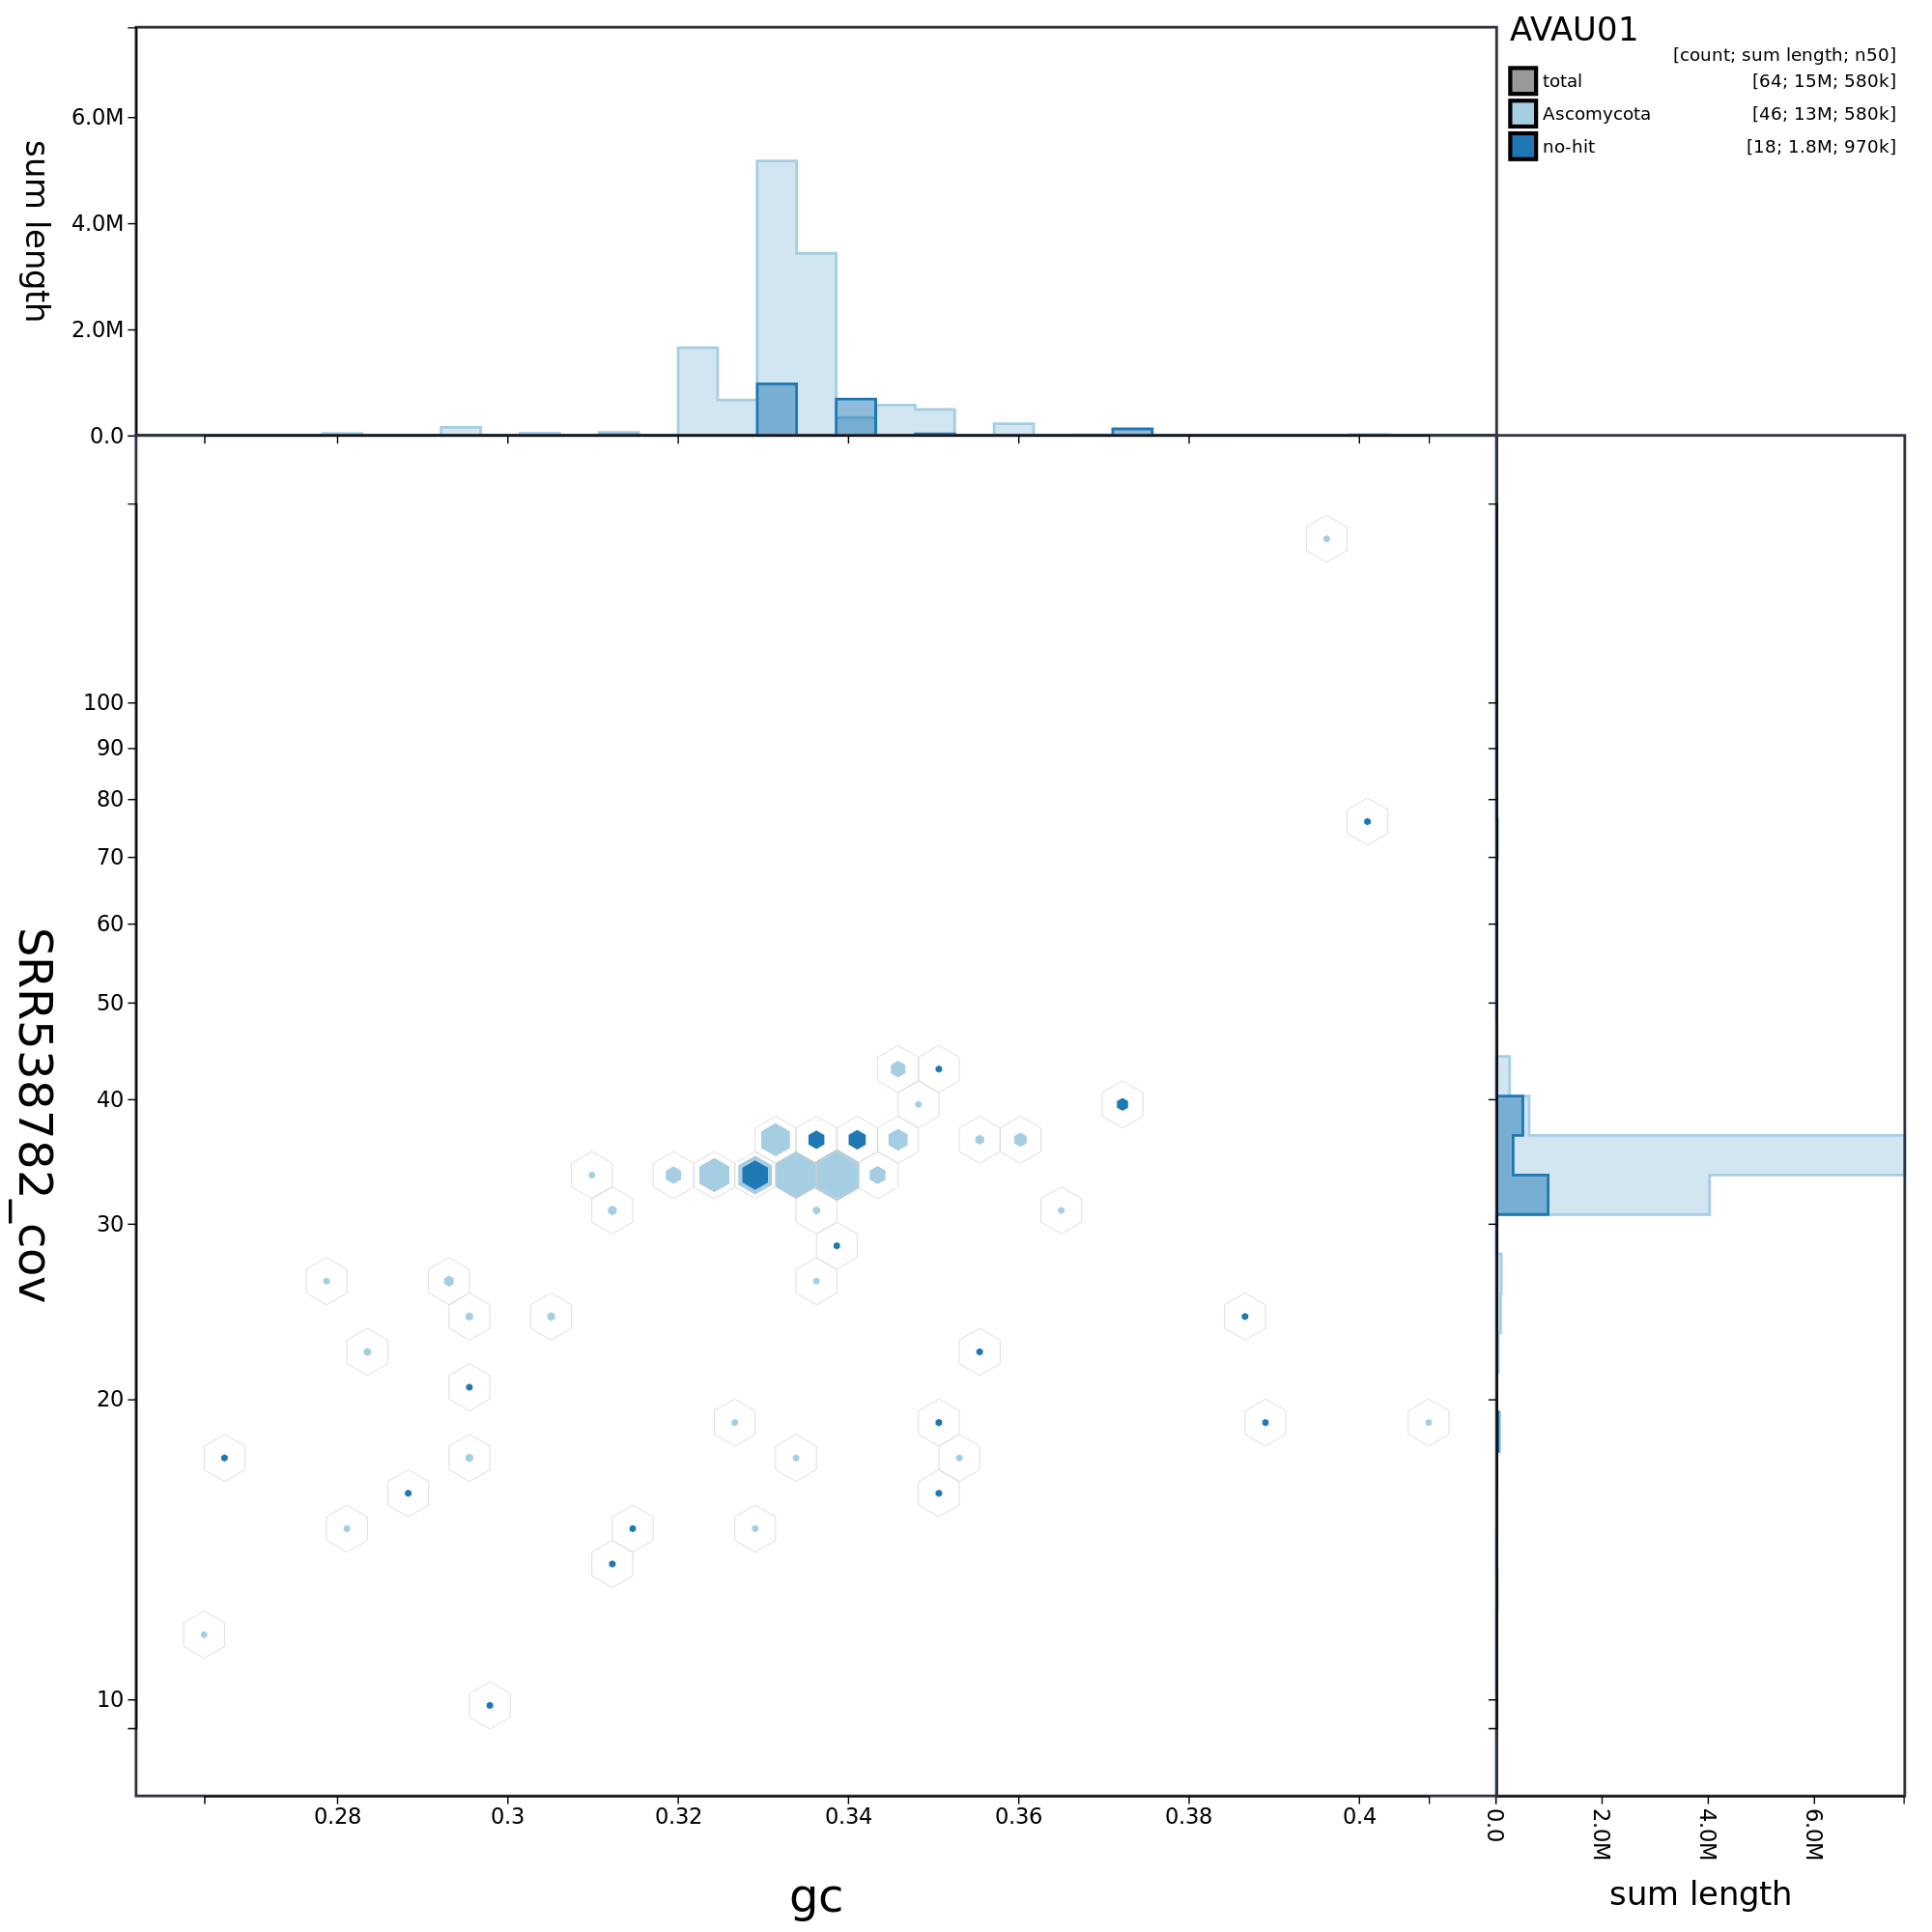 AVAU01
[count; sum length; n50]
total [64; 15M; 580k]
Ascomycota [46; 13M; 580k]
no-hit [18; 1.8M; 970k]
sum length
6.0M
4.0M
2.0M
0.0
SRR538782_cov
100
90
80
70
60
50
40
30
20
10
0.28 0.3 0.32 0.34 0.36 0.38 0.4
gc
0.0 2.0M 4.0M 6.0M
sum length